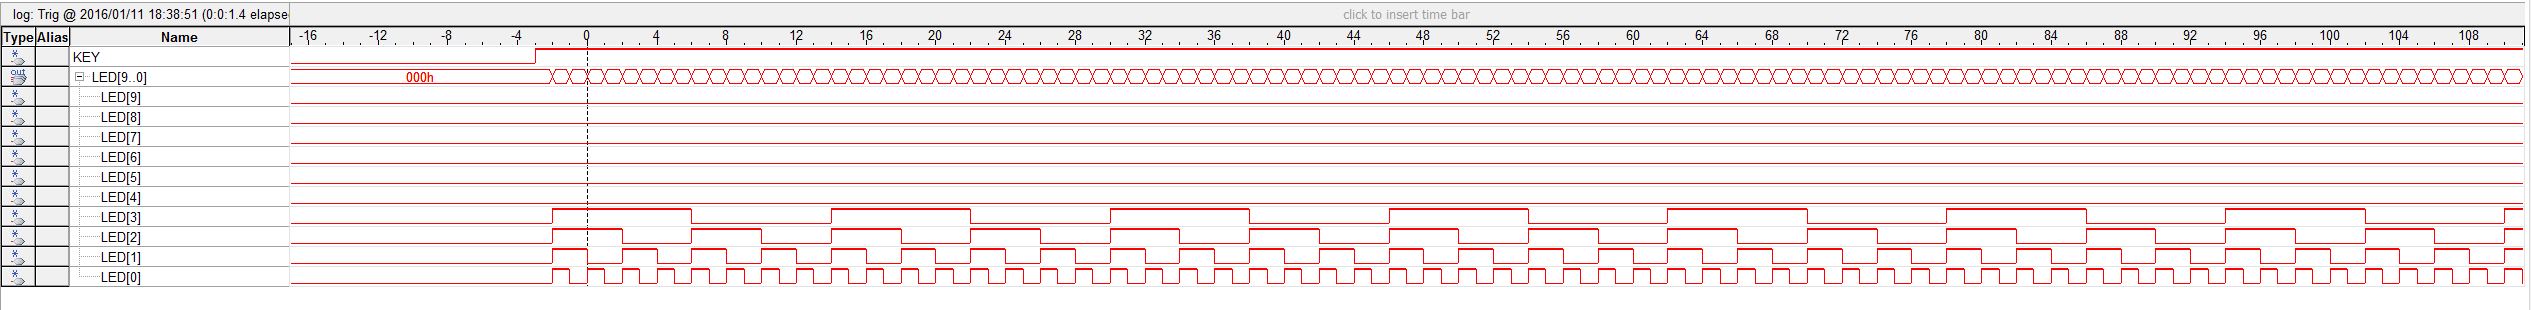 log: Trig @ 2016/01/11 18:38:51 (0:0:1.4 elapse click to insert time bar
Type Alias Name -16 -12 -8 -4 0 4 8 12 16 20 24 28 32 36 40 44 48 52 56 60 64 68 72 76 80 84 88 92 96 100 104 108
* KEY
out LED[9..0] 000h
* LED[9]
* LED[8]
* LED[7]
* LED[6]
* LED[5]
* LED[4]
* LED[3]
* LED[2]
* LED[1]
* LED[0]